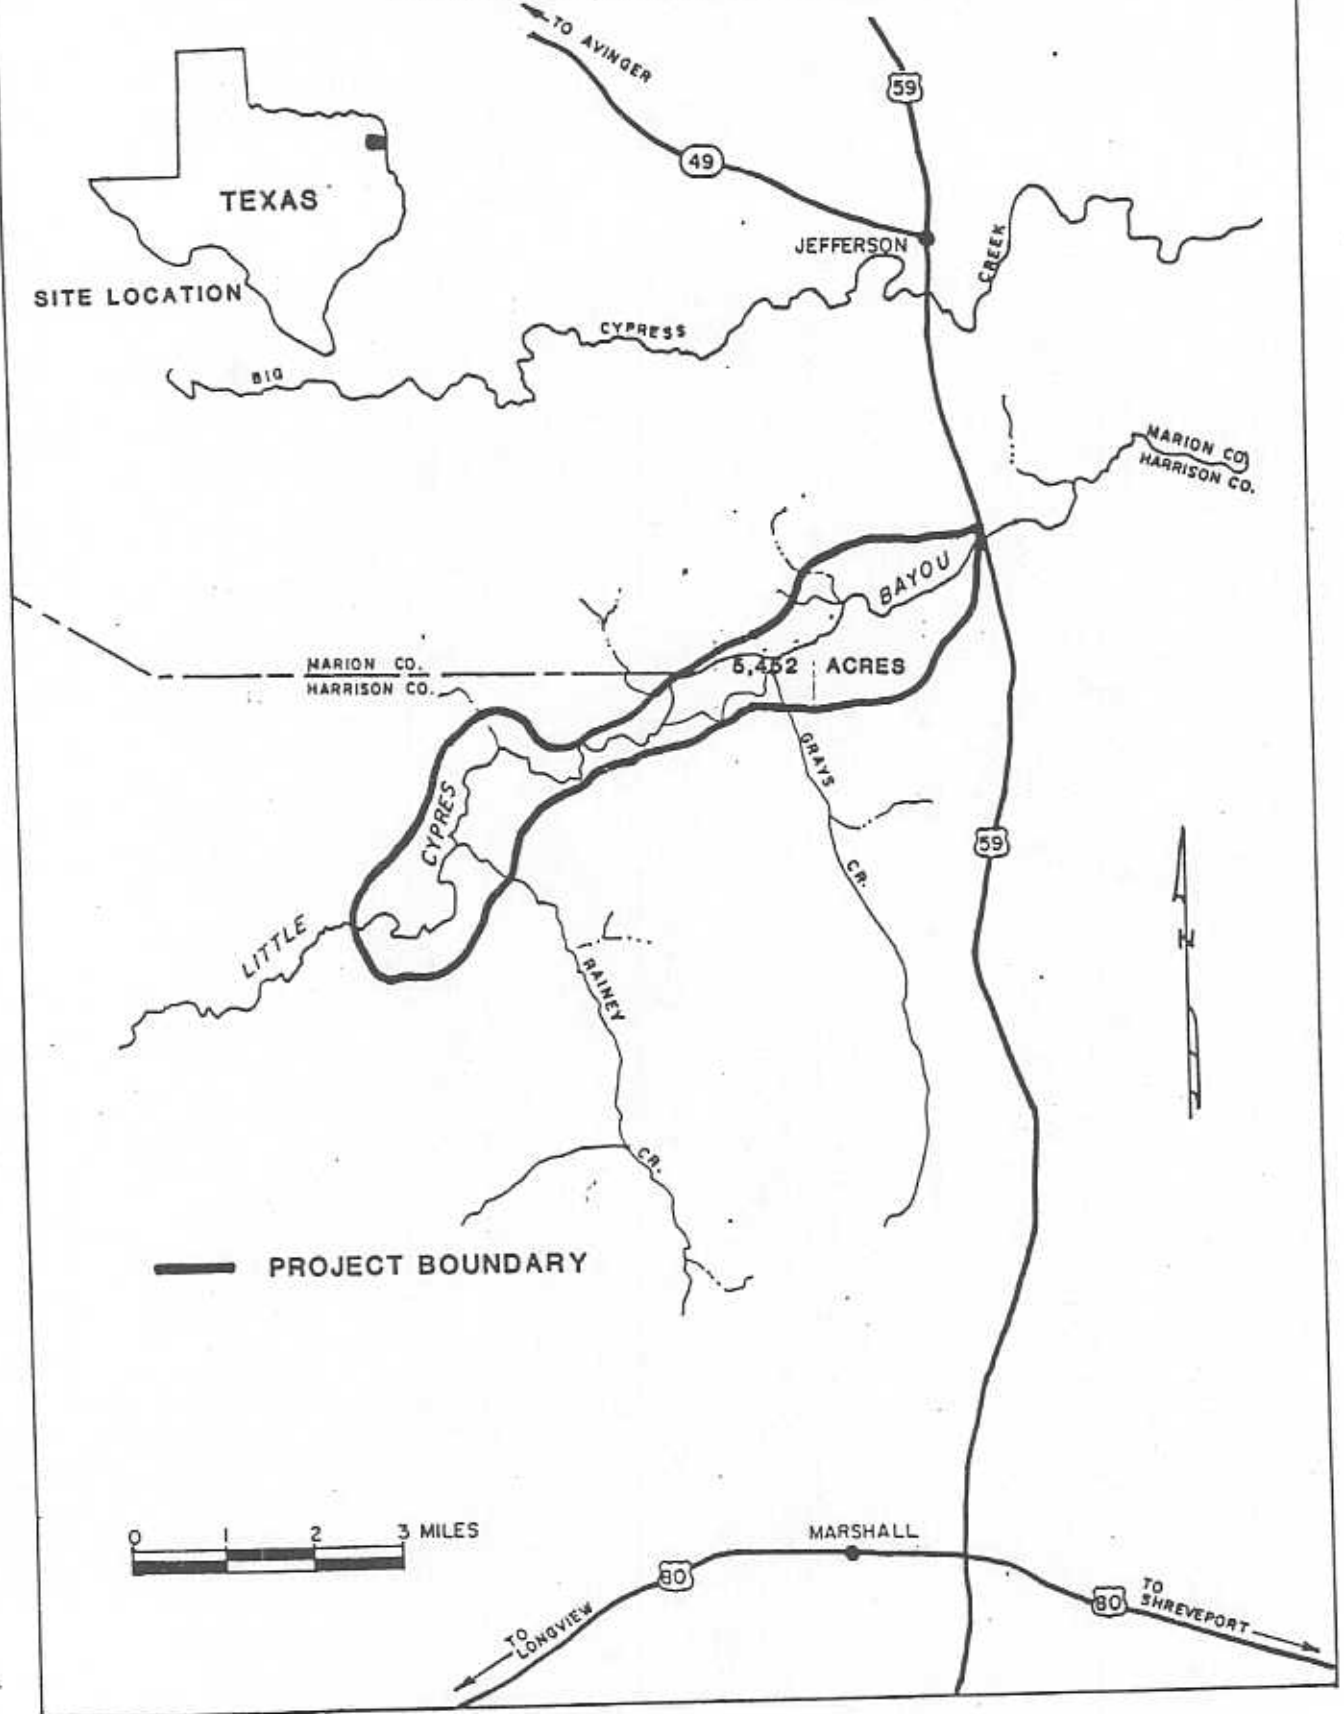 TO AVINGER
59
49
TEXAS
JEFFERSON
CREEK
SITE LOCATION
CYPRESS
BIG
MARION CO
HARRISON CO.
BAYOU
MARION CO.
HARRISON CO.
5,452 ACRES
GRAYS
CYPRES
59
CR.
LITTLE
RAINEY
N
CR.
PROJECT BOUNDARY
0 1 2 3 MILES
MARSHALL
80
80
TO
SHREVEPORT
TO
LONGVIEW